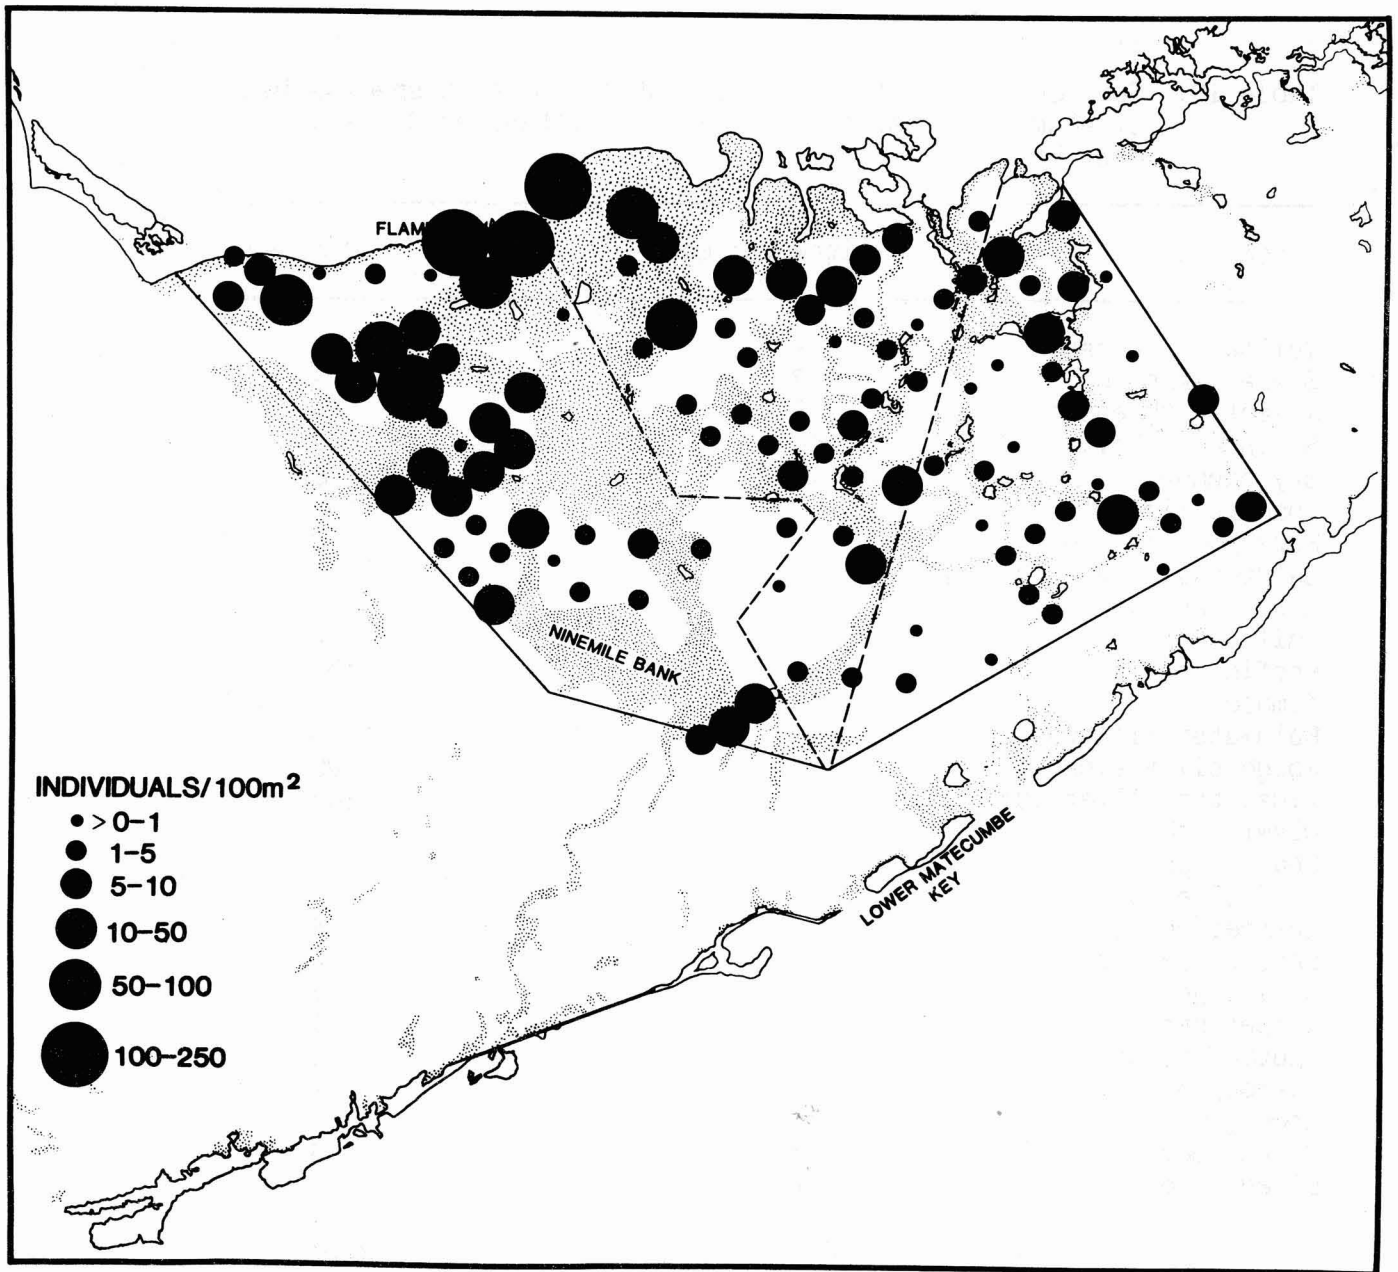 FLAM
NINEMILE BANK
INDIVIDUALS/100m²
>0-1
1-5
5-10
10-50
50-100
100-250
LOWER MATECUMBE
KEY